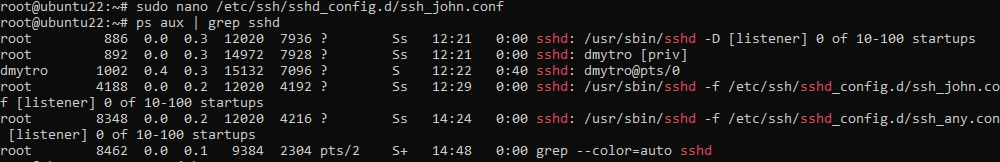 root@ubuntu22:~# sudo nano /etc/ssh/sshd_config.d/ssh_john.conf
root@ubuntu22:~# ps aux | grep sshd
root         886  0.0  0.3  12020  7936 ?        Ss   12:21   0:00 sshd: /usr/sbin/sshd -D [listener] 0 of 10-100 startups
root         892  0.0  0.3  14972  7928 ?        Ss   12:21   0:00 sshd: dmytro [priv]
dmytro      1002  0.4  0.3  15132  7096 ?        S    12:22   0:40 sshd: dmytro@pts/0
root        4188  0.0  0.2  12020  4192 ?        Ss   12:29   0:00 sshd: /usr/sbin/sshd -f /etc/ssh/sshd_config.d/ssh_john.con
f [listener] 0 of 10-100 startups
root        8348  0.0  0.2  12020  4216 ?        Ss   14:24   0:00 sshd: /usr/sbin/sshd -f /etc/ssh/sshd_config.d/ssh_any.conf
 [listener] 0 of 10-100 startups
root        8462  0.0  0.1   9384  2304 pts/2    S+   14:48   0:00 grep --color=auto sshd